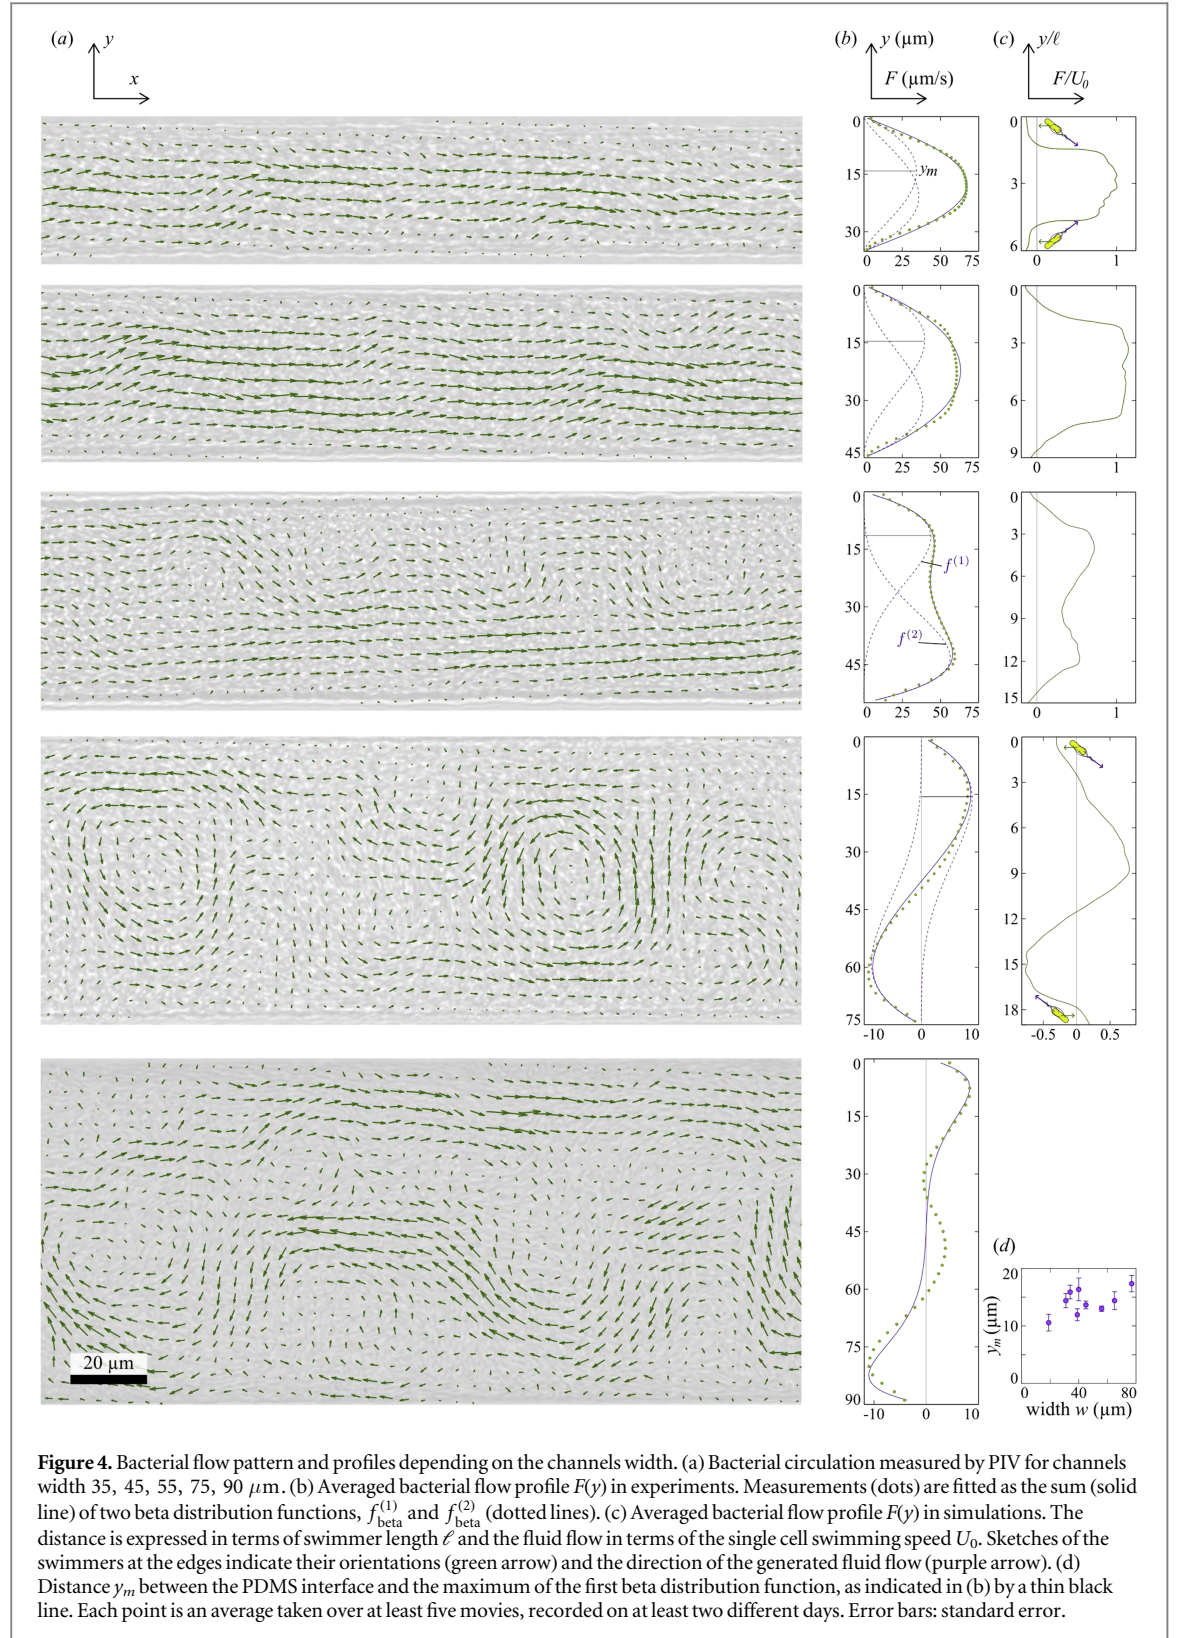 (a) y (b) y (μm) (c) y/ℓ
x F (μm/s) F/U0
0 0
15 ym 3
30 6
0 25 50 75 0 1
0 0
15 3
30 6
45 9
0 25 50 75 0 1
0 0
15 3
f(1) 6
30 9
f(2)
45 12
15
0 25 50 75 0 1
0 0
15 3
30 6
9
45 12
60 15
75 18
-10 0 10 -0.5 0 0.5
0
15
30
45 (d)
60 20
ym (μm)
75 10
20 μm
90 0
-10 0 10 0 40 80
width w (μm)
Figure 4. Bacterial flow pattern and profiles depending on the channels width. (a) Bacterial circulation measured by PIV for channels
width 35, 45, 55, 75, 90 μm. (b) Averaged bacterial flow profile F(y) in experiments. Measurements (dots) are fitted as the sum (solid
line) of two beta distribution functions, f(1)beta and f(2)beta (dotted lines). (c) Averaged bacterial flow profile F(y) in simulations. The
distance is expressed in terms of swimmer length ℓ and the fluid flow in terms of the single cell swimming speed U0. Sketches of the
swimmers at the edges indicate their orientations (green arrow) and the direction of the generated fluid flow (purple arrow). (d)
Distance ym between the PDMS interface and the maximum of the first beta distribution function, as indicated in (b) by a thin black
line. Each point is an average taken over at least five movies, recorded on at least two different days. Error bars: standard error.